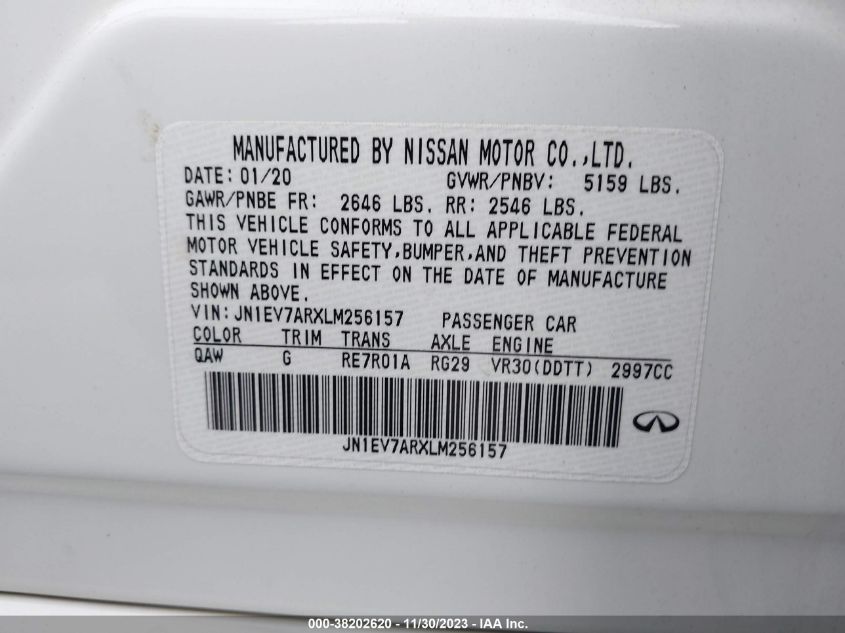 MANUFACTURED BY NISSAN MOTOR CO.,LTD.
DATE: 01/20 GVWR/PNBV: 5159 LBS.
GAWR/PNBE FR: 2646 LBS. RR: 2546 LBS.
THIS VEHICLE CONFORMS TO ALL APPLICABLE FEDERAL
MOTOR VEHICLE SAFETY,BUMPER,AND THEFT PREVENTION
STANDARDS IN EFFECT ON THE DATE OF MANUFACTURE
SHOWN ABOVE.
VIN:JN1EV7ARXLM256157 PASSENGER CAR
COLOR TRIM TRANS AXLE ENGINE
QAW G RE7R01A RG29 VR30(DDTT) 2997CC
JN1EV7ARXLM256157
000-38202620 - 11/30/2023 - IAA Inc.